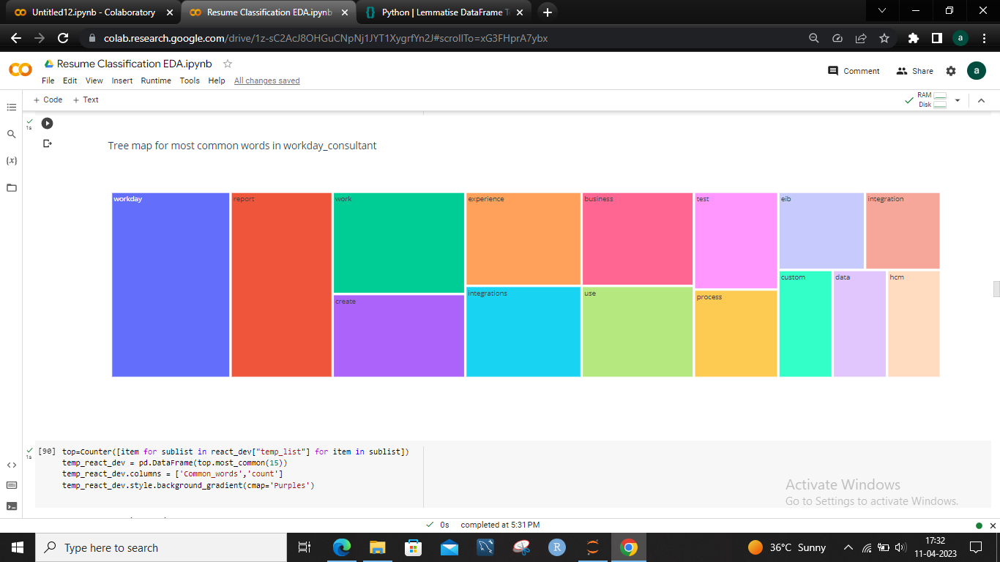 Untitled12.ipynb - Colaboratory
Resume Classification EDA.ipynb
Python | Lemmatise DataFrame T
colab.research.google.com/drive/1z-sC2AcJ8OHGuCNpNj1JYT1XygrfYn2J#scrollTo=xG3FHprA7ybx
a
Resume Classification EDA.ipynb
Comment
Share
a
File Edit View Insert Runtime Tools Help All changes saved
+ Code + Text
RAM
Disk
1s
{x}
Tree map for most common words in workday_consultant
workday report work experience business test eib integration
custom data hcm
integrations use
process
create
[90] top=Counter([item for sublist in react_dev["temp_list"] for item in sublist])
1s
temp_react_dev = pd.DataFrame(top.most_common(15))
temp_react_dev.columns = ['Common_words','count']
temp_react_dev.style.background_gradient(cmap='Purples')
Activate Windows
Go to Settings to activate Windows.
0s completed at 5:31 PM
Type here to search
R
36°C Sunny
17:32
11-04-2023